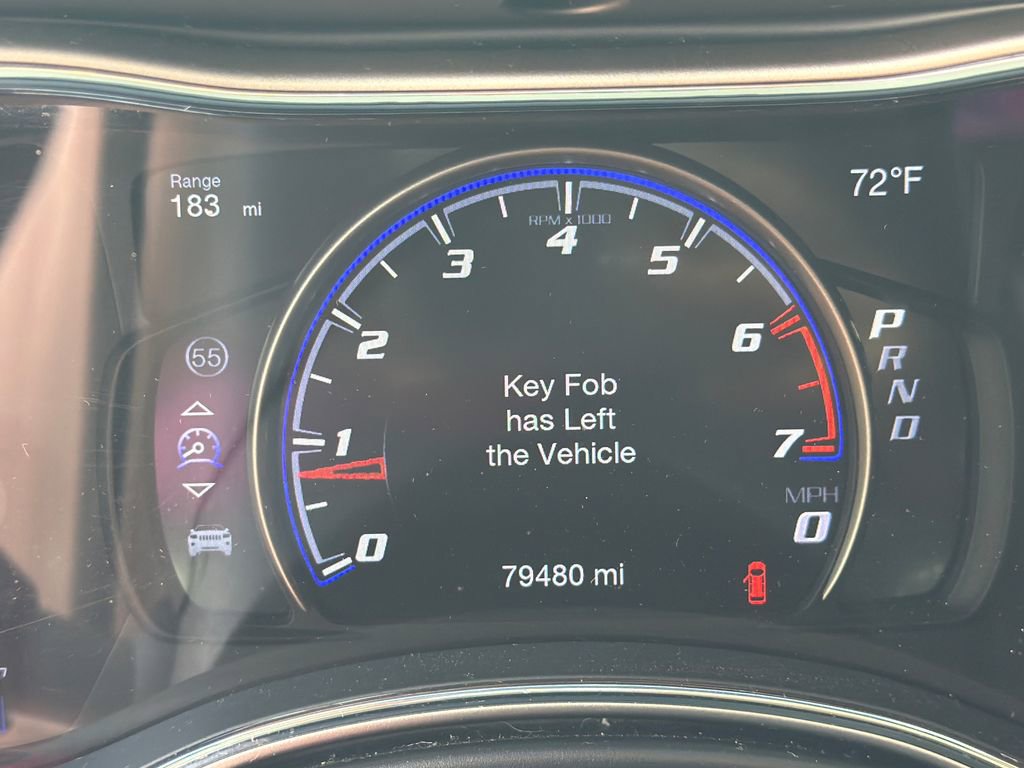 Range
183 mi
72°F
RPM x 1000
4
3
5
2
6
1
7
0
55
P
R
N
D
Key Fob
has Left
the Vehicle
MPH
0
79480 mi